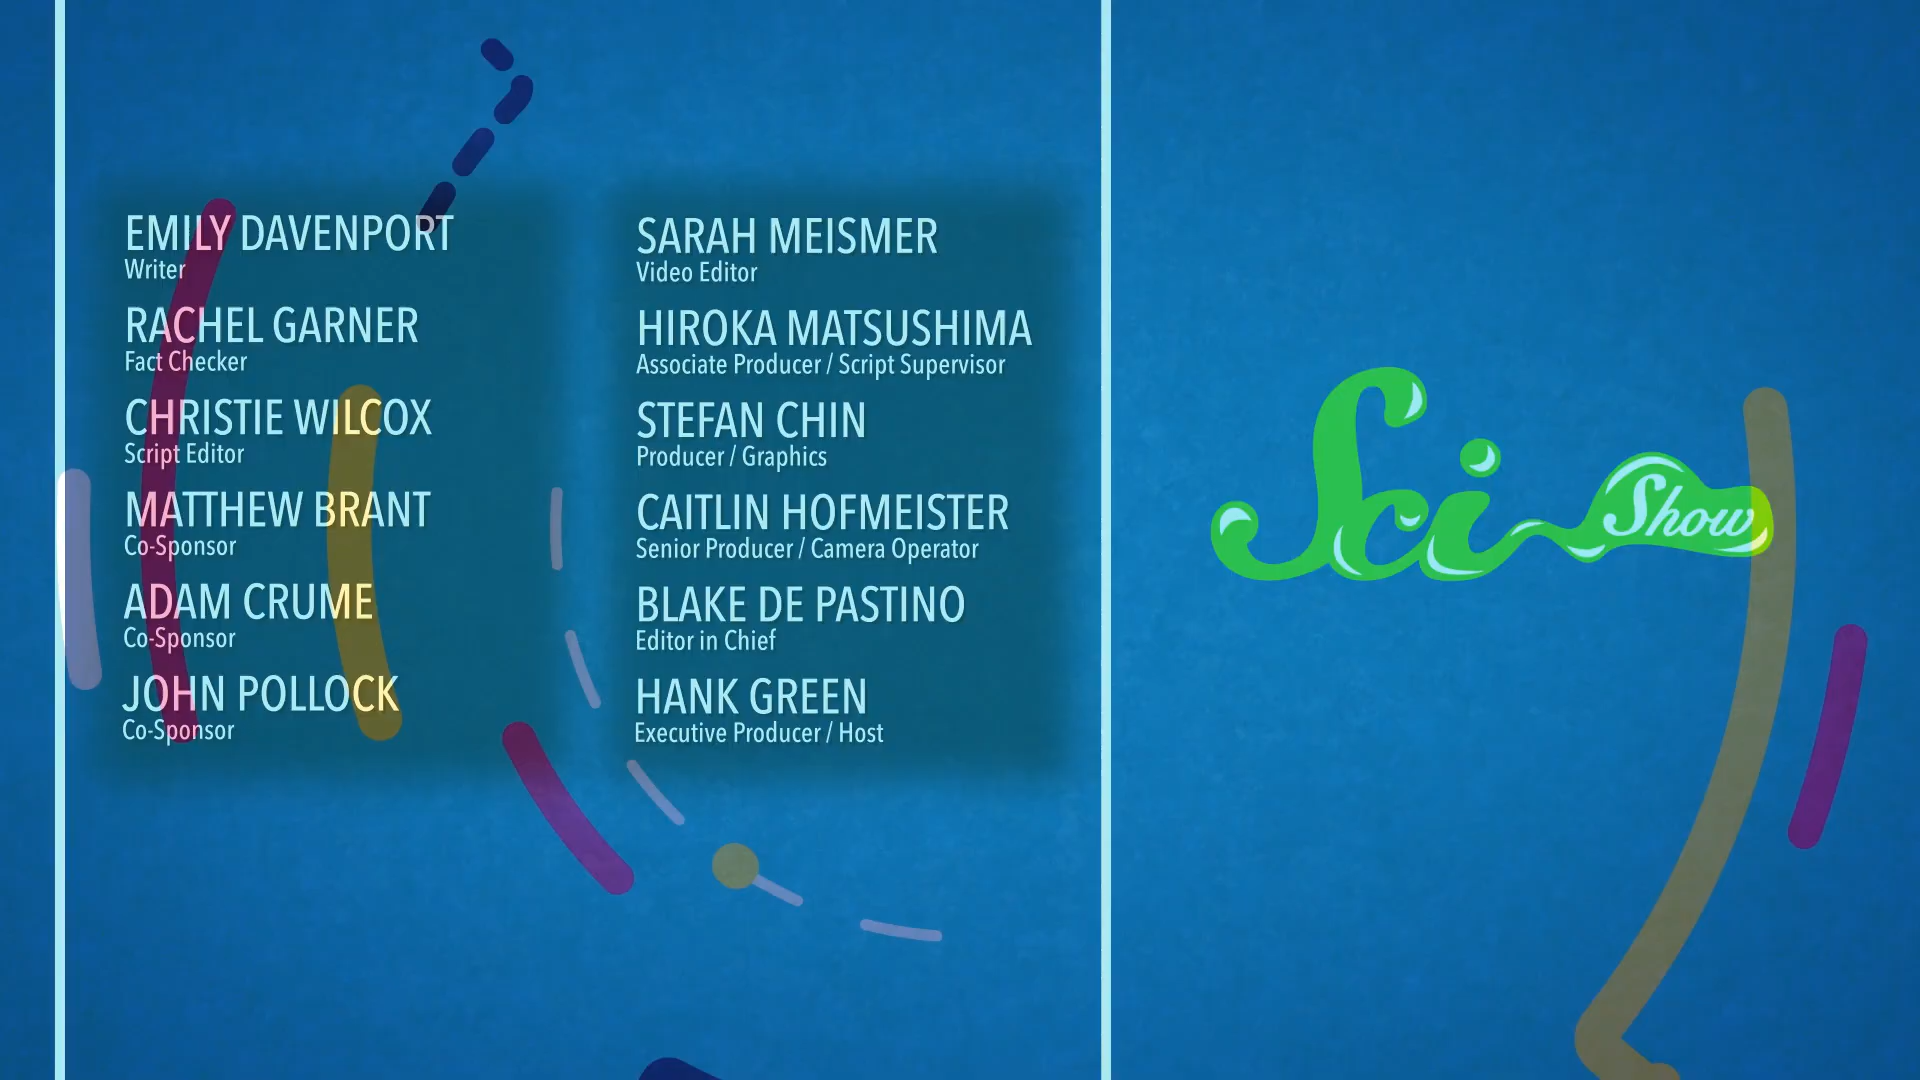 EMILY DAVENPORT
Writer
RACHEL GARNER
Fact Checker
CHRISTIE WILCOX
Script Editor
MATTHEW BRANT
Co-Sponsor
ADAM CRUME
Co-Sponsor
JOHN POLLOCK
Co-Sponsor
SARAH MEISMER
Video Editor
HIROKA MATSUSHIMA
Associate Producer / Script Supervisor
STEFAN CHIN
Producer / Graphics
CAITLIN HOFMEISTER
Senior Producer / Camera Operator
BLAKE DE PASTINO
Editor in Chief
HANK GREEN
Executive Producer / Host
Sci Show